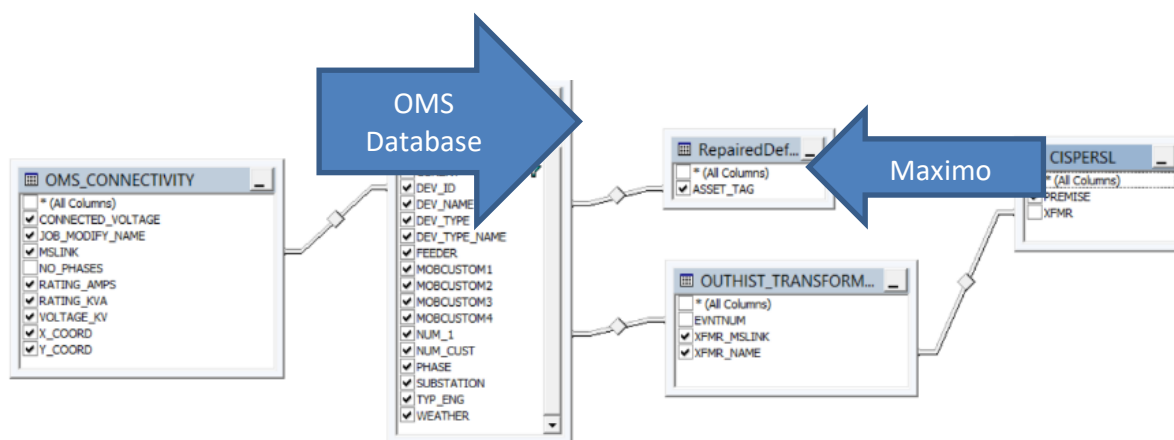 OMS
Database
Maximo
OMS_CONNECTIVITY
* (All Columns)
CONNECTED_VOLTAGE
JOB_MODIFY_NAME
MSLINK
NO_PHASES
RATING_AMPS
RATING_KVA
VOLTAGE_KV
X_COORD
Y_COORD
DEV_ID
DEV_NAME
DEV_TYPE
DEV_TYPE_NAME
FEEDER
MOBCUSTOM1
MOBCUSTOM2
MOBCUSTOM3
MOBCUSTOM4
NUM_1
NUM_CUST
PHASE
SUBSTATION
TYP_ENG
WEATHER
RepairedDef...
* (All Columns)
ASSET_TAG
OUTHIST_TRANSFORM...
* (All Columns)
EVNTNUM
XFMR_MSLINK
XFMR_NAME
CISPERSL
* (All Columns)
PREMISE
XFMR